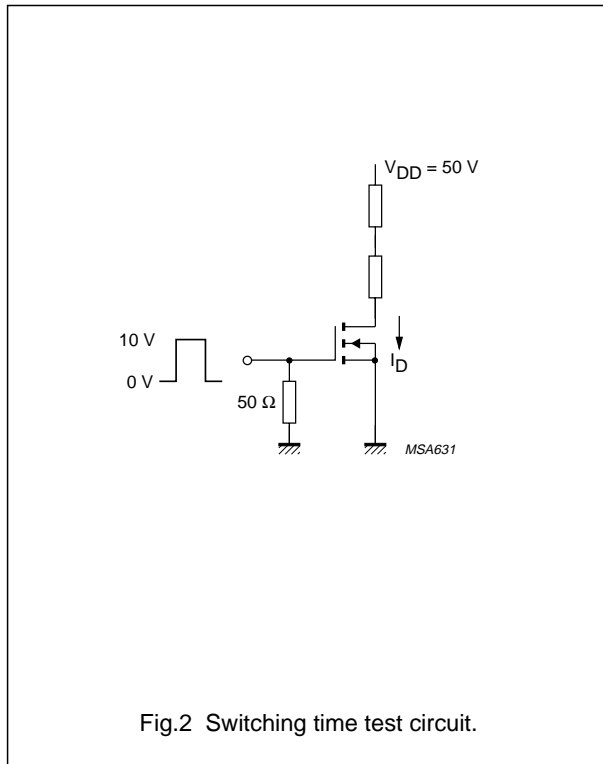 V_DD = 50 V
10 V
0 V
50 Ω
I_D
MSA631
Fig.2 Switching time test circuit.